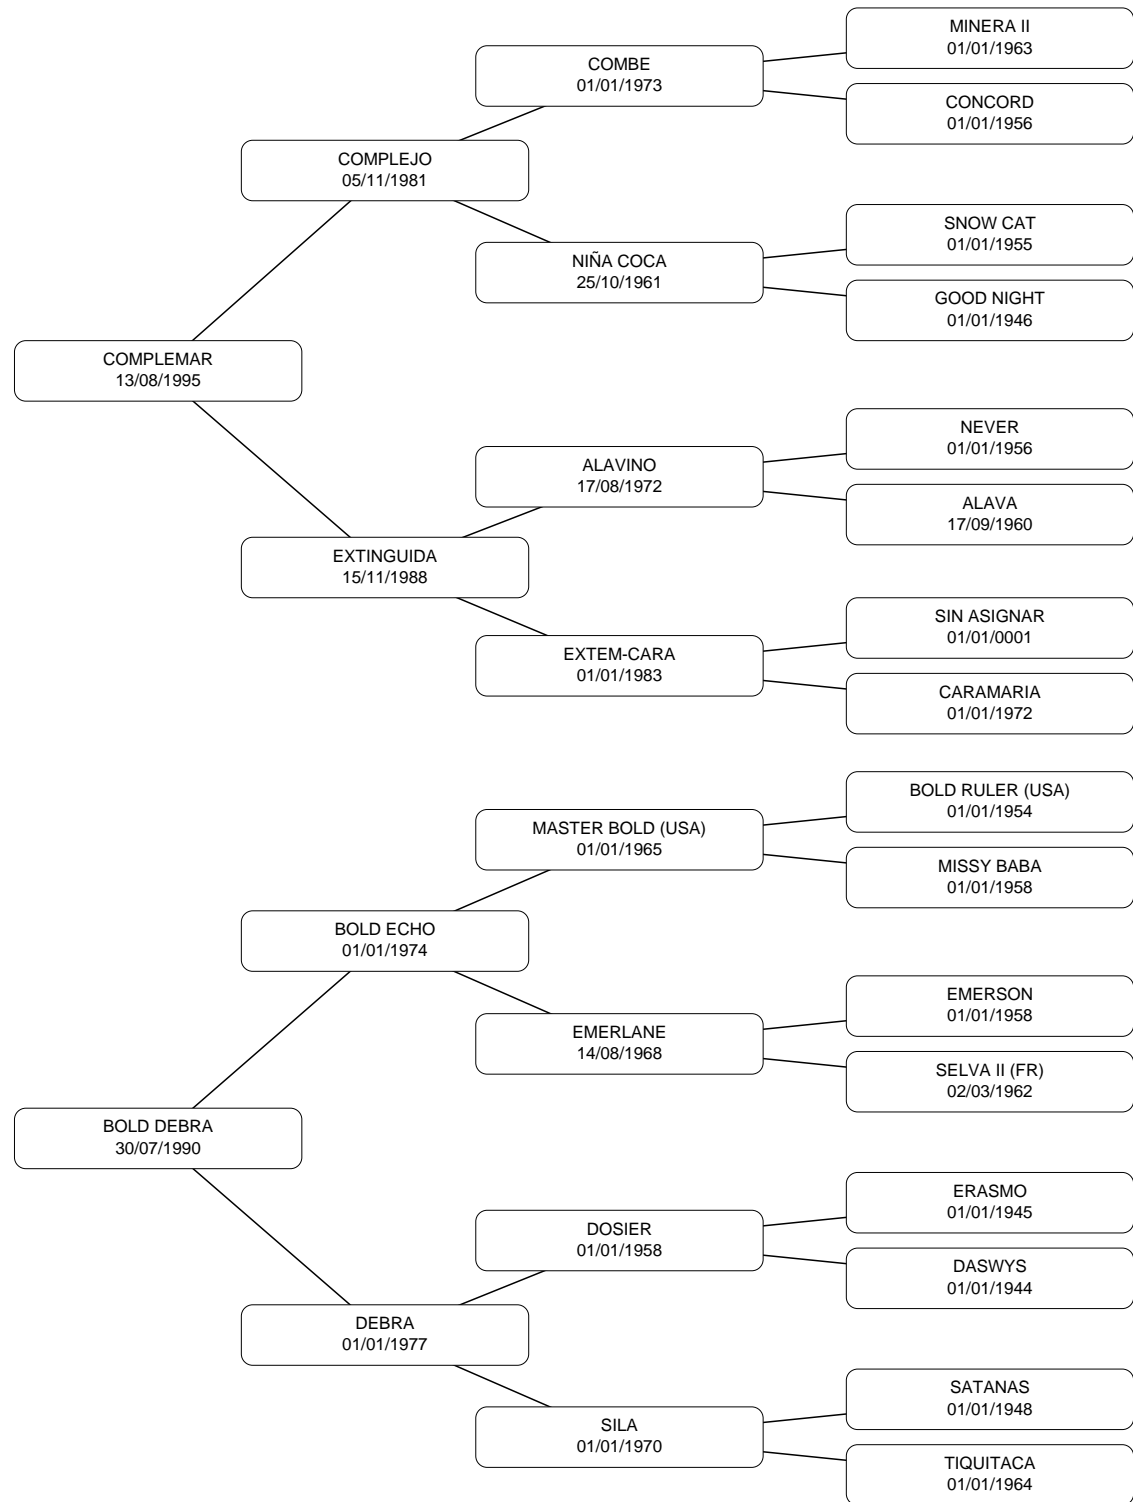 MINERA II
01/01/1963
COMBE
01/01/1973
CONCORD
01/01/1956
COMPLEJO
05/11/1981
SNOW CAT
01/01/1955
NIÑA COCA
25/10/1961
GOOD NIGHT
01/01/1946
COMPLEMAR
13/08/1995
NEVER
01/01/1956
ALAVINO
17/08/1972
ALAVA
17/09/1960
EXTINGUIDA
15/11/1988
SIN ASIGNAR
01/01/0001
EXTEM-CARA
01/01/1983
CARAMARIA
01/01/1972
BOLD RULER (USA)
01/01/1954
MASTER BOLD (USA)
01/01/1965
MISSY BABA
01/01/1958
BOLD ECHO
01/01/1974
EMERSON
01/01/1958
EMERLANE
14/08/1968
SELVA II (FR)
02/03/1962
BOLD DEBRA
30/07/1990
ERASMO
01/01/1945
DOSIER
01/01/1958
DASWYS
01/01/1944
DEBRA
01/01/1977
SATANAS
01/01/1948
SILA
01/01/1970
TIQUITACA
01/01/1964